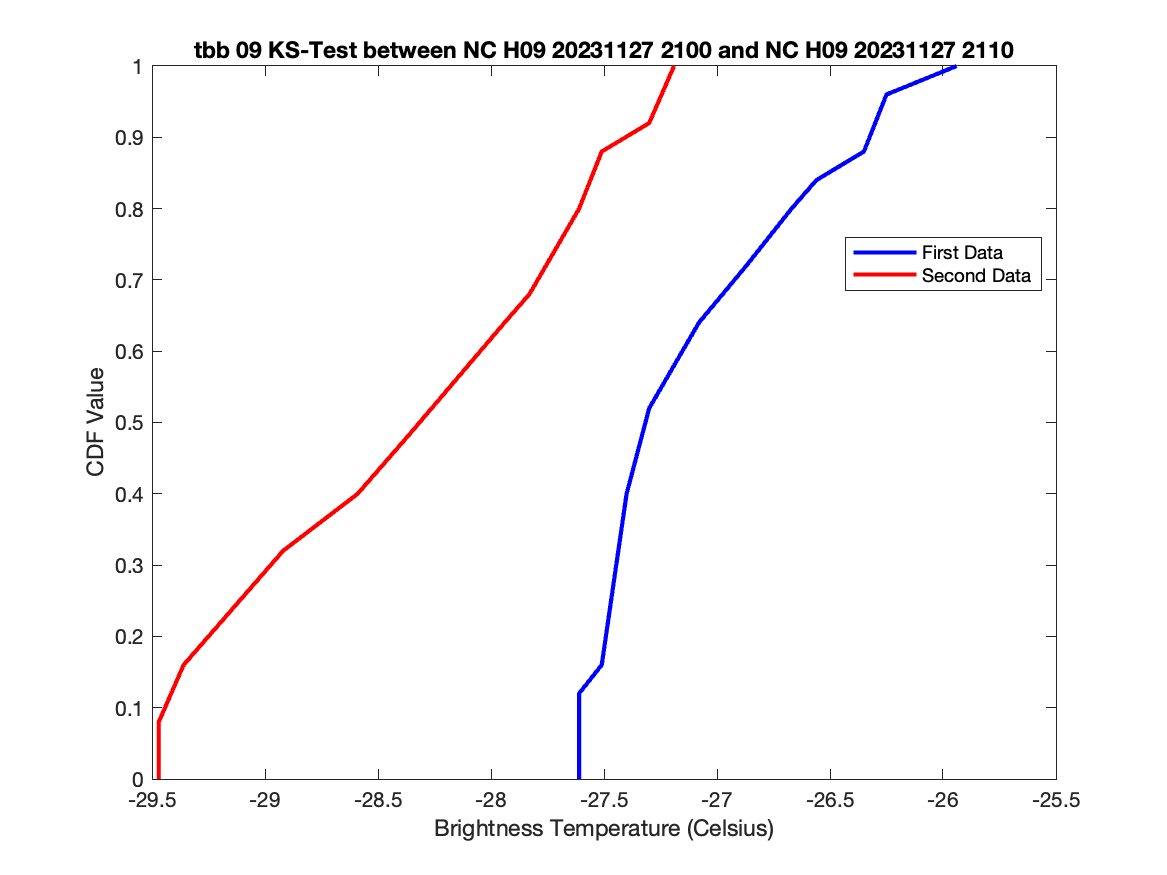 tbb 09 KS-Test between NC H09 20231127 2100 and NC H09 20231127 2110
1
0.9
0.8
0.7
0.6
0.5
0.4
0.3
0.2
0.1
0
CDF Value
First Data
Second Data
-29.5 -29 -28.5 -28 -27.5 -27 -26.5 -26 -25.5
Brightness Temperature (Celsius)